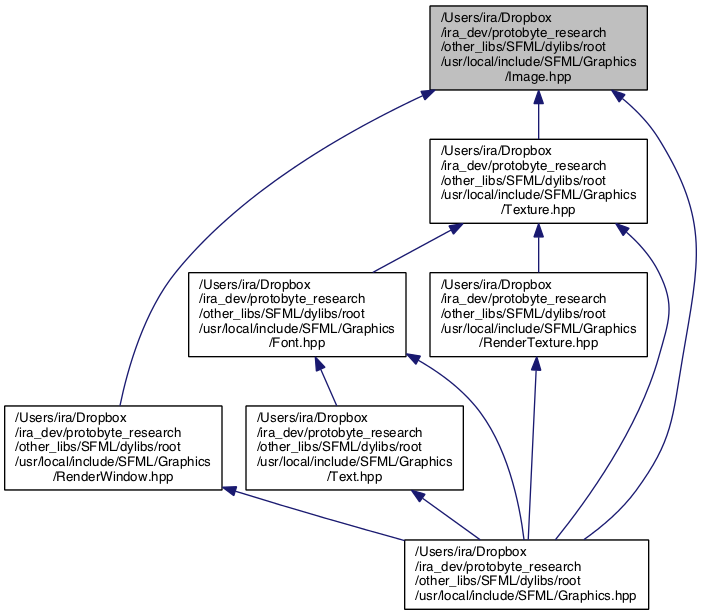 /Users/ira/Dropbox
/ira_dev/protobyte_research
/other_libs/SFML/dylibs/root
/usr/local/include/SFML/Graphics
/Image.hpp
/Users/ira/Dropbox
/ira_dev/protobyte_research
/other_libs/SFML/dylibs/root
/usr/local/include/SFML/Graphics
/Texture.hpp
/Users/ira/Dropbox
/ira_dev/protobyte_research
/other_libs/SFML/dylibs/root
/usr/local/include/SFML/Graphics
/Font.hpp
/Users/ira/Dropbox
/ira_dev/protobyte_research
/other_libs/SFML/dylibs/root
/usr/local/include/SFML/Graphics
/RenderTexture.hpp
/Users/ira/Dropbox
/ira_dev/protobyte_research
/other_libs/SFML/dylibs/root
/usr/local/include/SFML/Graphics
/RenderWindow.hpp
/Users/ira/Dropbox
/ira_dev/protobyte_research
/other_libs/SFML/dylibs/root
/usr/local/include/SFML/Graphics
/Text.hpp
/Users/ira/Dropbox
/ira_dev/protobyte_research
/other_libs/SFML/dylibs/root
/usr/local/include/SFML/Graphics.hpp